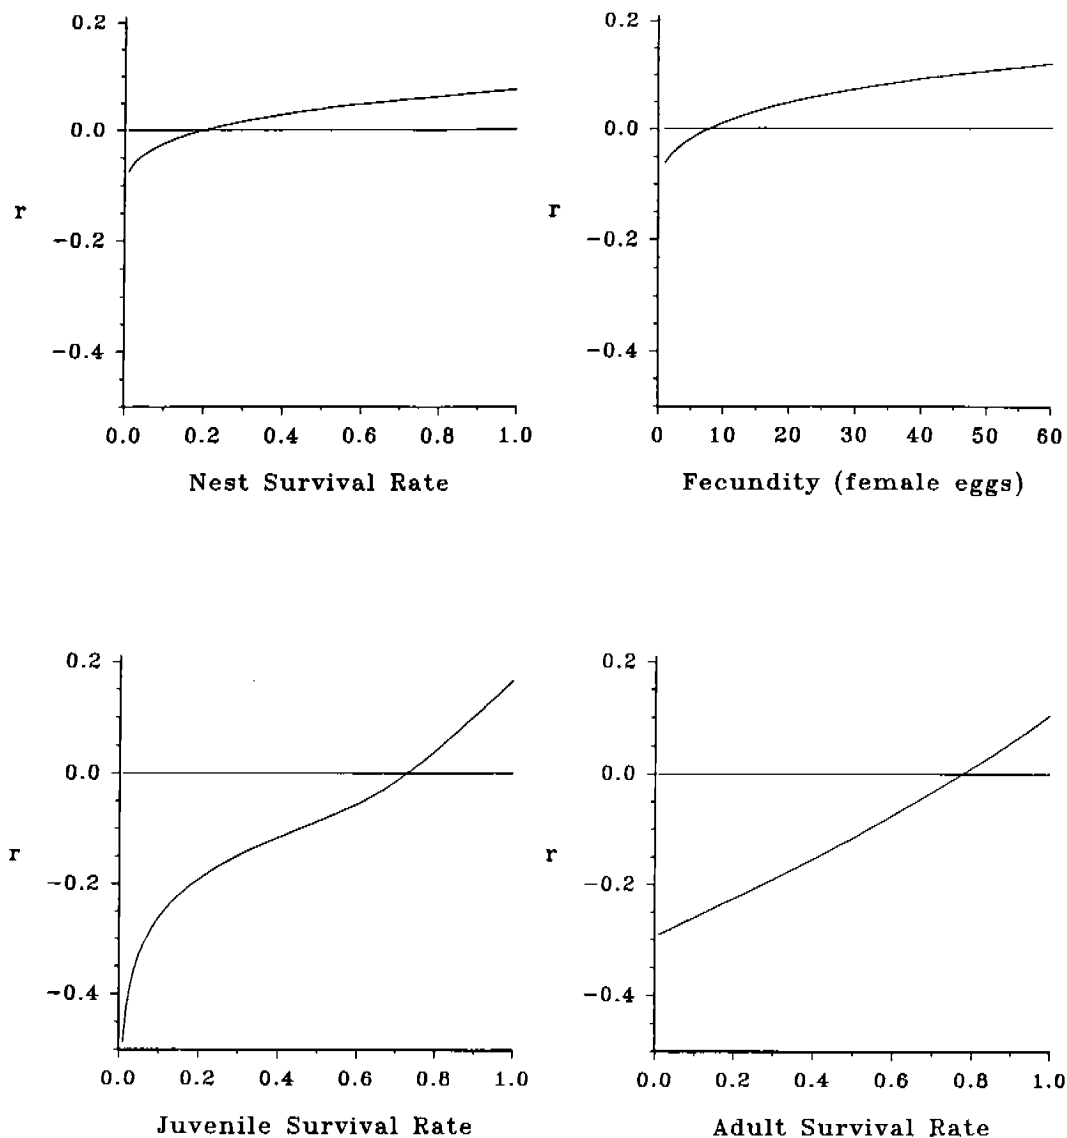 0.2
0.0
r
−0.2
−0.4
0.0 0.2 0.4 0.6 0.8 1.0
Nest Survival Rate
0.2
0.0
r
−0.2
−0.4
0 10 20 30 40 50 60
Fecundity (female eggs)
0.2
0.0
r
−0.2
−0.4
0.0 0.2 0.4 0.6 0.8 1.0
Juvenile Survival Rate
0.2
0.0
r
−0.2
−0.4
0.0 0.2 0.4 0.6 0.8 1.0
Adult Survival Rate